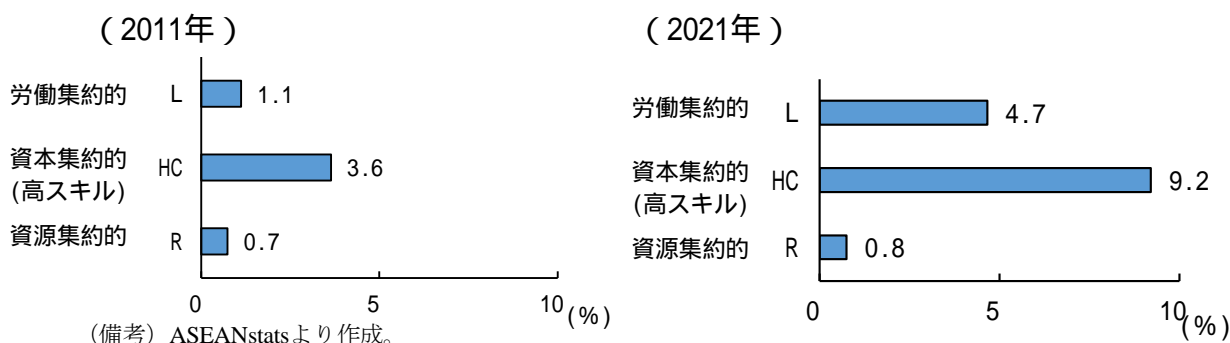 （2011年）
労働集約的 L 1.1
資本集約的
(高スキル) HC 3.6
資源集約的 R 0.7
0 5 10 (%)
（備考）ASEANstatsより作成。
（2021年）
労働集約的 L 4.7
資本集約的
(高スキル) HC 9.2
資源集約的 R 0.8
0 5 10 (%)